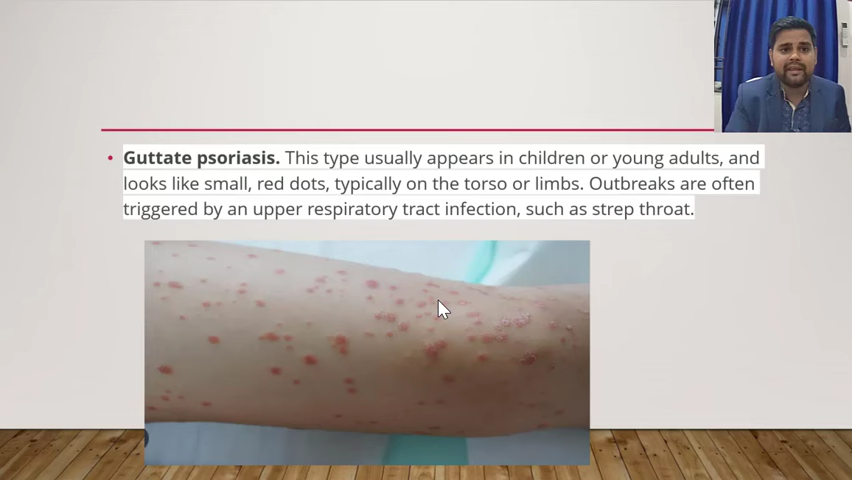 Guttate psoriasis. This type usually appears in children or young adults, and
looks like small, red dots, typically on the torso or limbs. Outbreaks are often
triggered by an upper respiratory tract infection, such as strep throat.